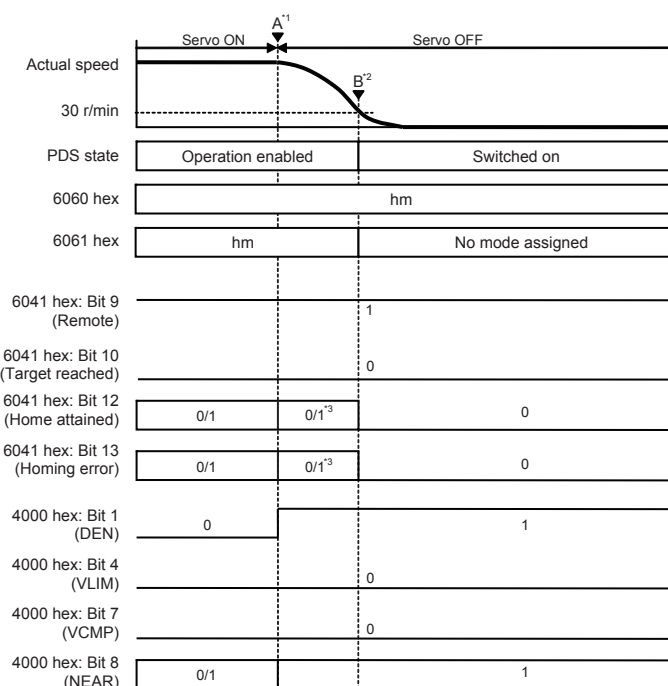 A*1
Servo ON
Servo OFF
Actual speed
B*2
30 r/min
PDS state
Operation enabled
Switched on
6060 hex
hm
6061 hex
hm
No mode assigned
6041 hex: Bit 9
(Remote)
1
6041 hex: Bit 10
(Target reached)
0
6041 hex: Bit 12
(Home attained)
0/1
0/1*3
0
6041 hex: Bit 13
(Homing error)
0/1
0/1*3
0
4000 hex: Bit 1
(DEN)
0
1
4000 hex: Bit 4
(VLIM)
0
4000 hex: Bit 7
(VCMP)
0
4000 hex: Bit 8
(NEAR)
0/1
1